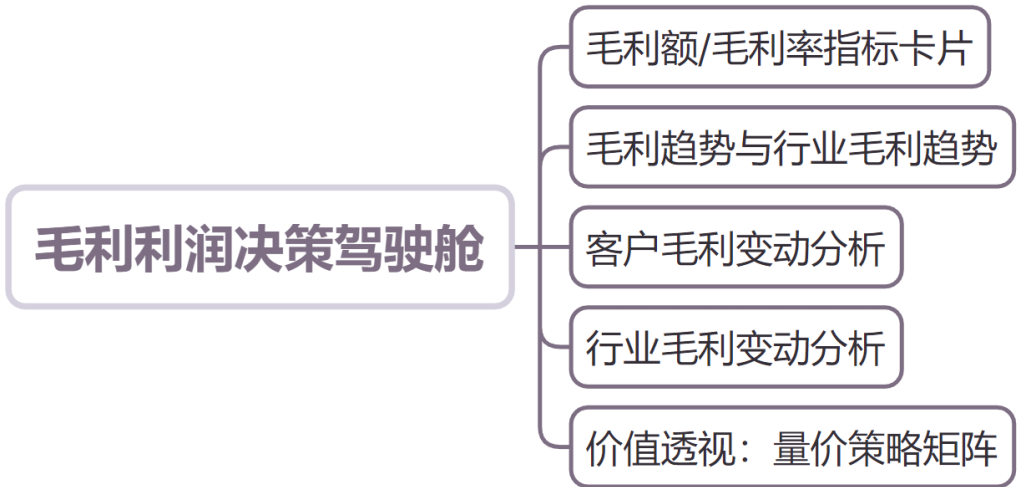 毛利利润决策驾驶舱
毛利额/毛利率指标卡片
毛利趋势与行业毛利趋势
客户毛利变动分析
行业毛利变动分析
价值透视：量价策略矩阵